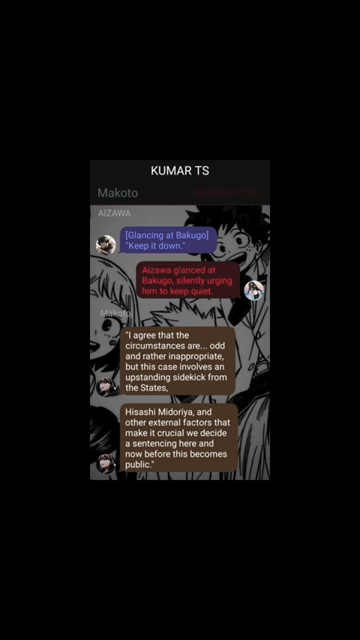 KUMAR TS
Makoto
NARRATOR
AIZAWA
[Glancing at Bakugo]
"Keep it down."
Aizawa glanced at
Bakugo, silently urging
him to keep quiet.
Makoto
"I agree that the
circumstances are... odd
and rather inappropriate,
but this case involves an
upstanding sidekick from
the States,
Hisashi Midoriya, and
other external factors that
make it crucial we decide
a sentencing here and
now before this becomes
public."